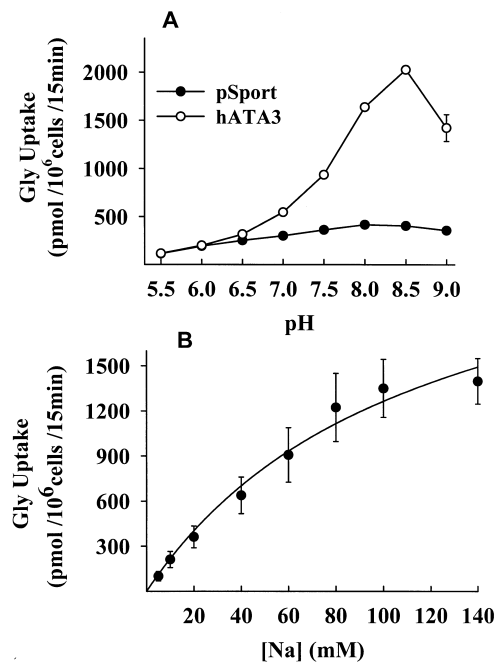 A
Gly Uptake
(pmol /10⁶cells /15min)
2000
1500
1000
500
pSport
hATA3
5.5 6.0 6.5 7.0 7.5 8.0 8.5 9.0
pH
B
Gly Uptake
(pmol /10⁶cells /15min)
1500
1200
900
600
300
20 40 60 80 100 120 140
[Na] (mM)